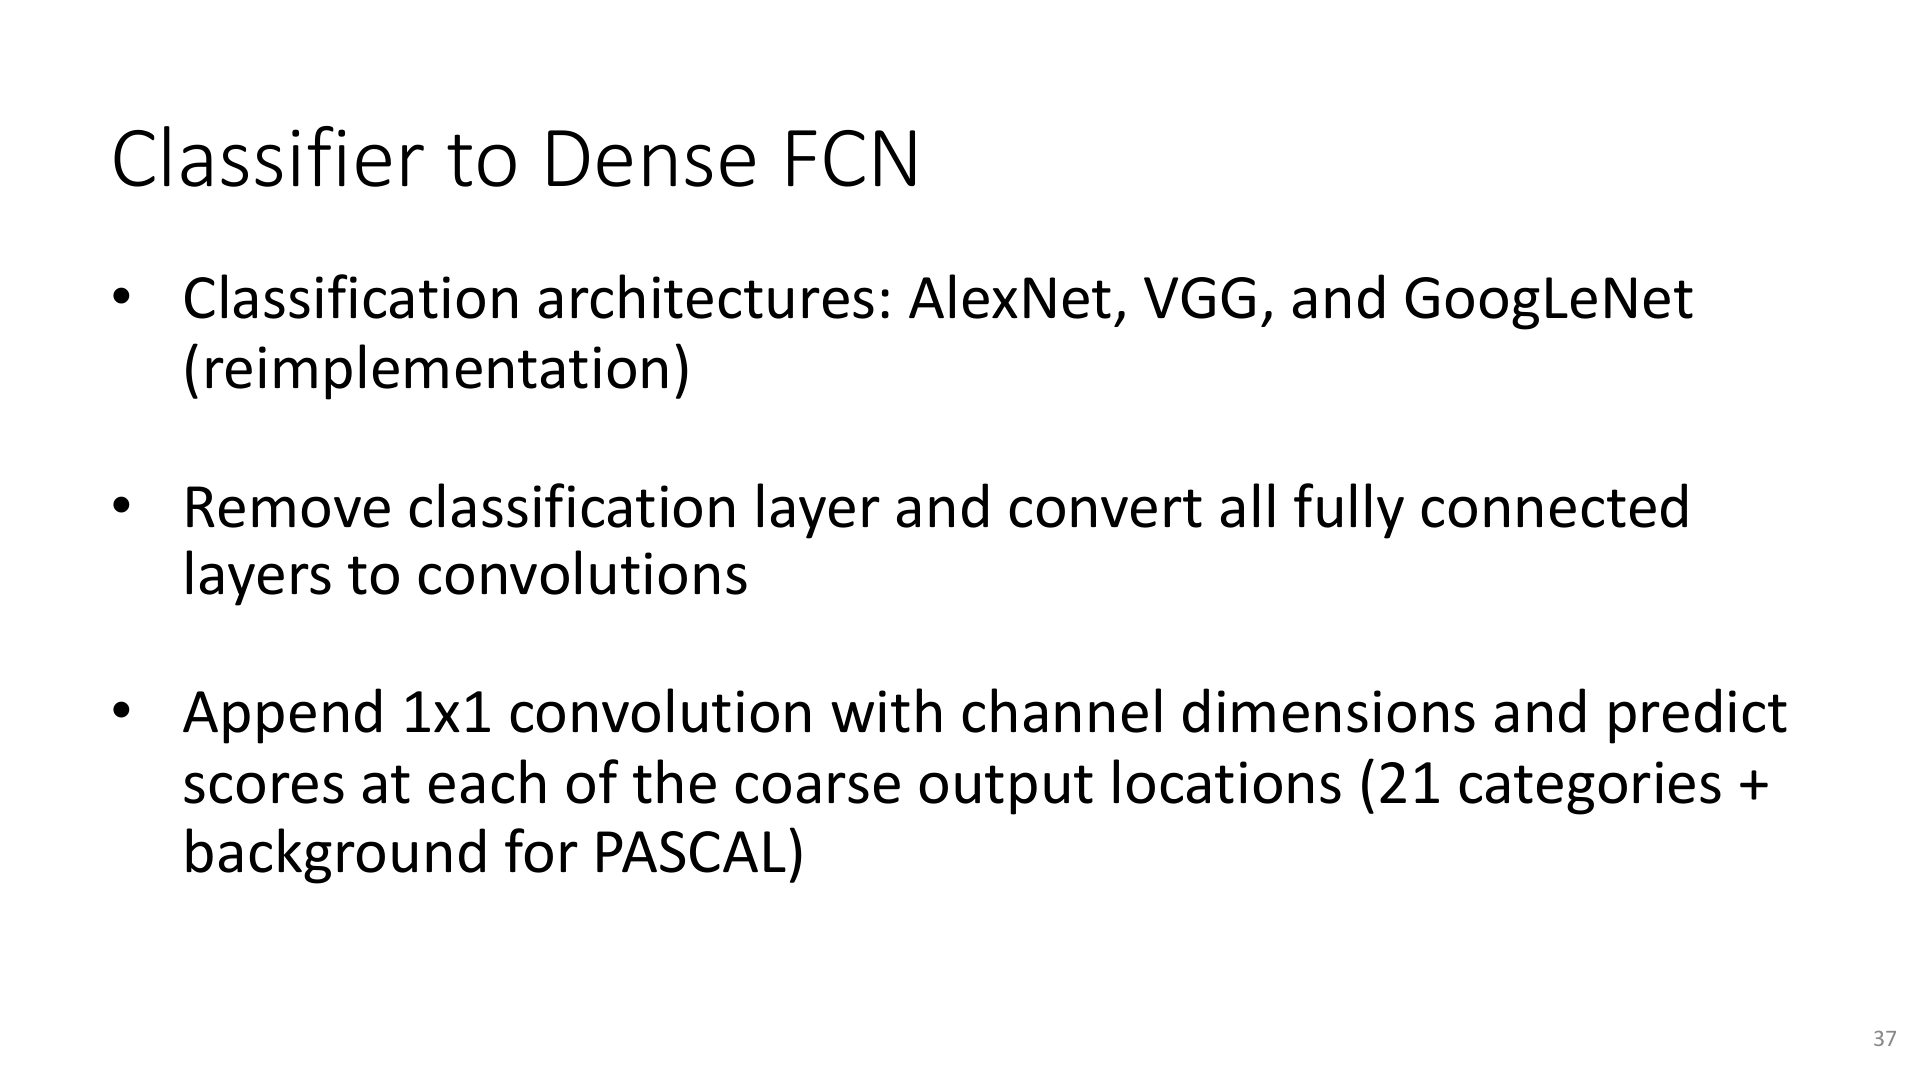 Classifier to Dense FCN
• Classification architectures: AlexNet, VGG, and GoogLeNet
(reimplementation)
• Remove classification layer and convert all fully connected
layers to convolutions
• Append 1x1 convolution with channel dimensions and predict
scores at each of the coarse output locations (21 categories +
background for PASCAL)
37